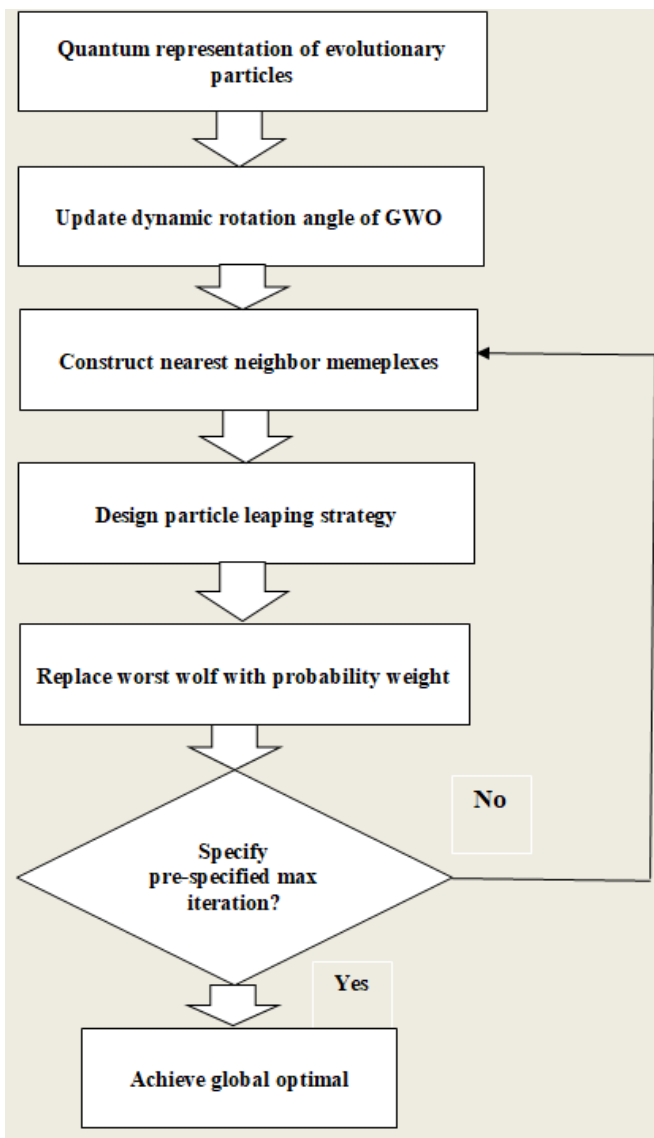 Quantum representation of evolutionary
particles
Update dynamic rotation angle of GWO
Construct nearest neighbor memeplexes
Design particle leaping strategy
Replace worst wolf with probability weight
Specify
pre-specified max
iteration?
No
Yes
Achieve global optimal